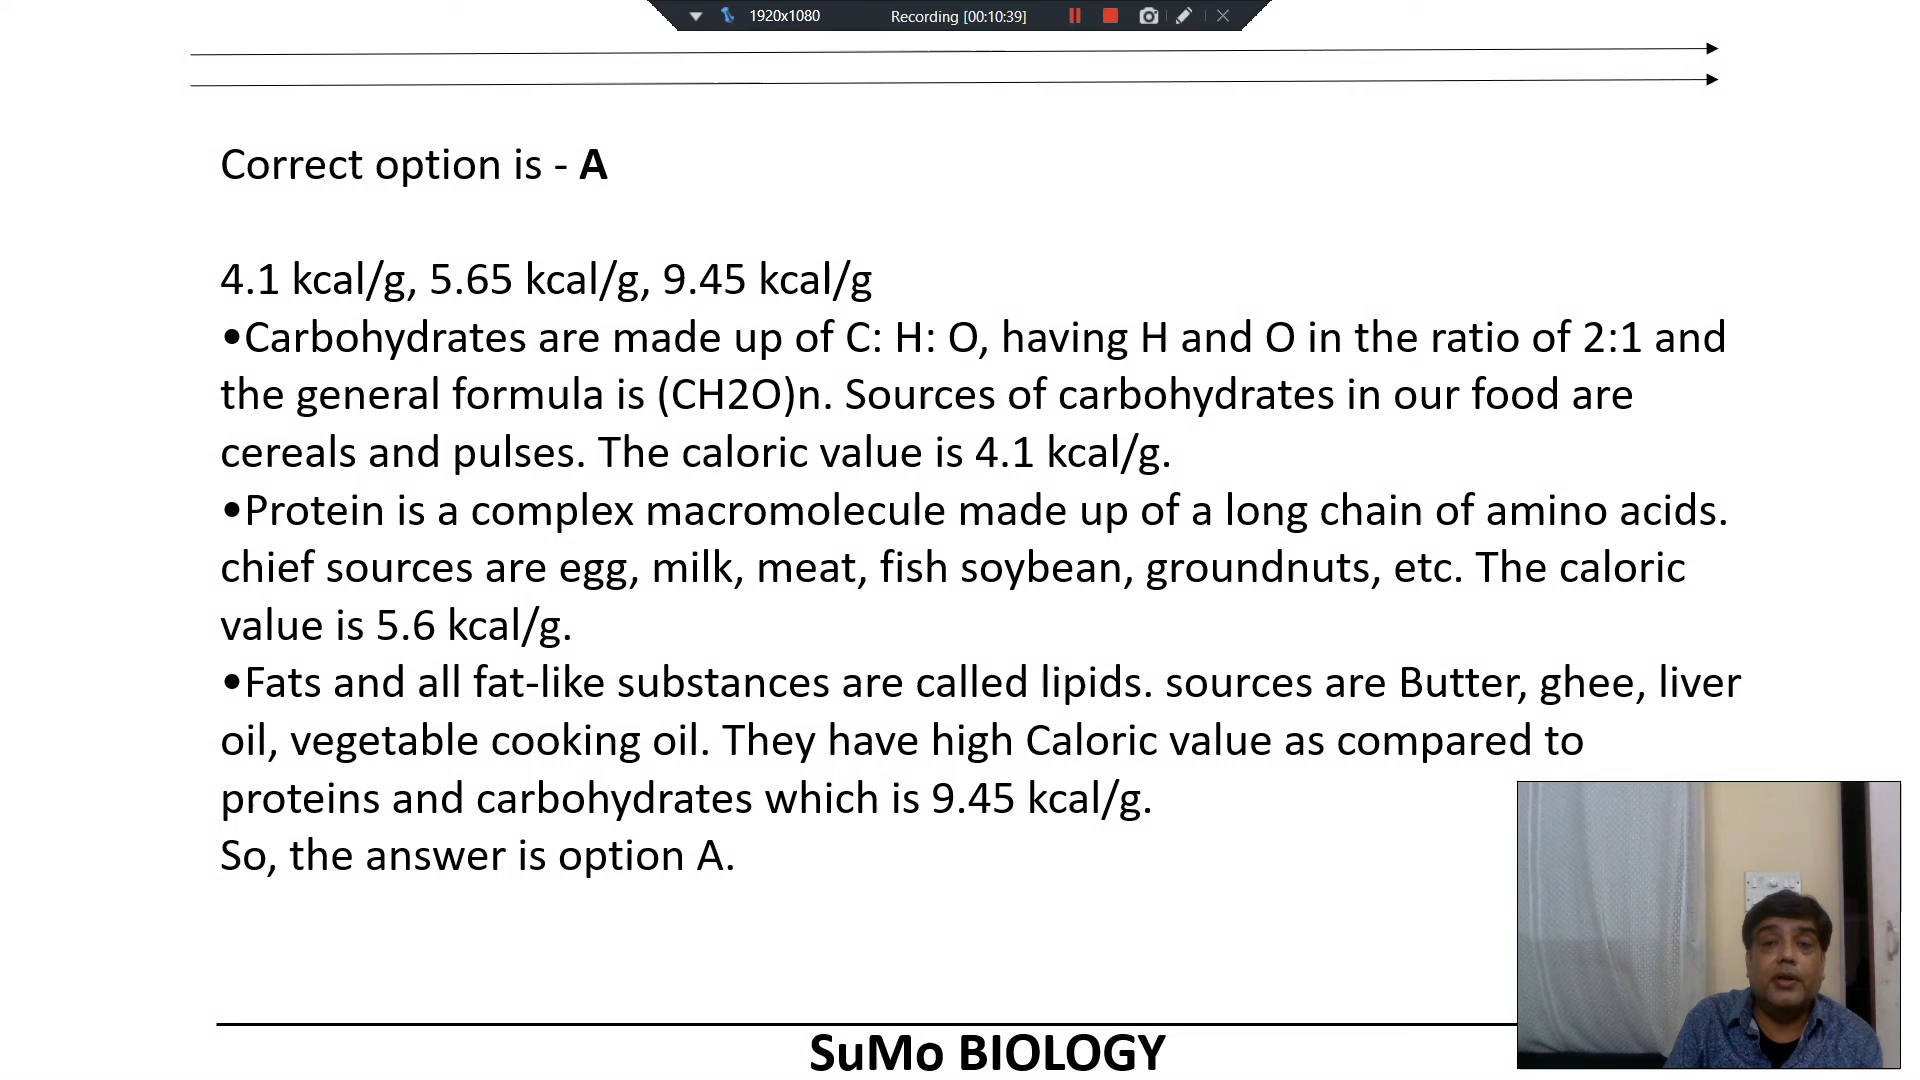 1920x1080 Recording [00:10:39]
Correct option is - A
4.1 kcal/g, 5.65 kcal/g, 9.45 kcal/g
•Carbohydrates are made up of C: H: O, having H and O in the ratio of 2:1 and
the general formula is (CH2O)n. Sources of carbohydrates in our food are
cereals and pulses. The caloric value is 4.1 kcal/g.
•Protein is a complex macromolecule made up of a long chain of amino acids.
chief sources are egg, milk, meat, fish soybean, groundnuts, etc. The caloric
value is 5.6 kcal/g.
•Fats and all fat-like substances are called lipids. sources are Butter, ghee, liver
oil, vegetable cooking oil. They have high Caloric value as compared to
proteins and carbohydrates which is 9.45 kcal/g.
So, the answer is option A.
SuMo BIOLOGY